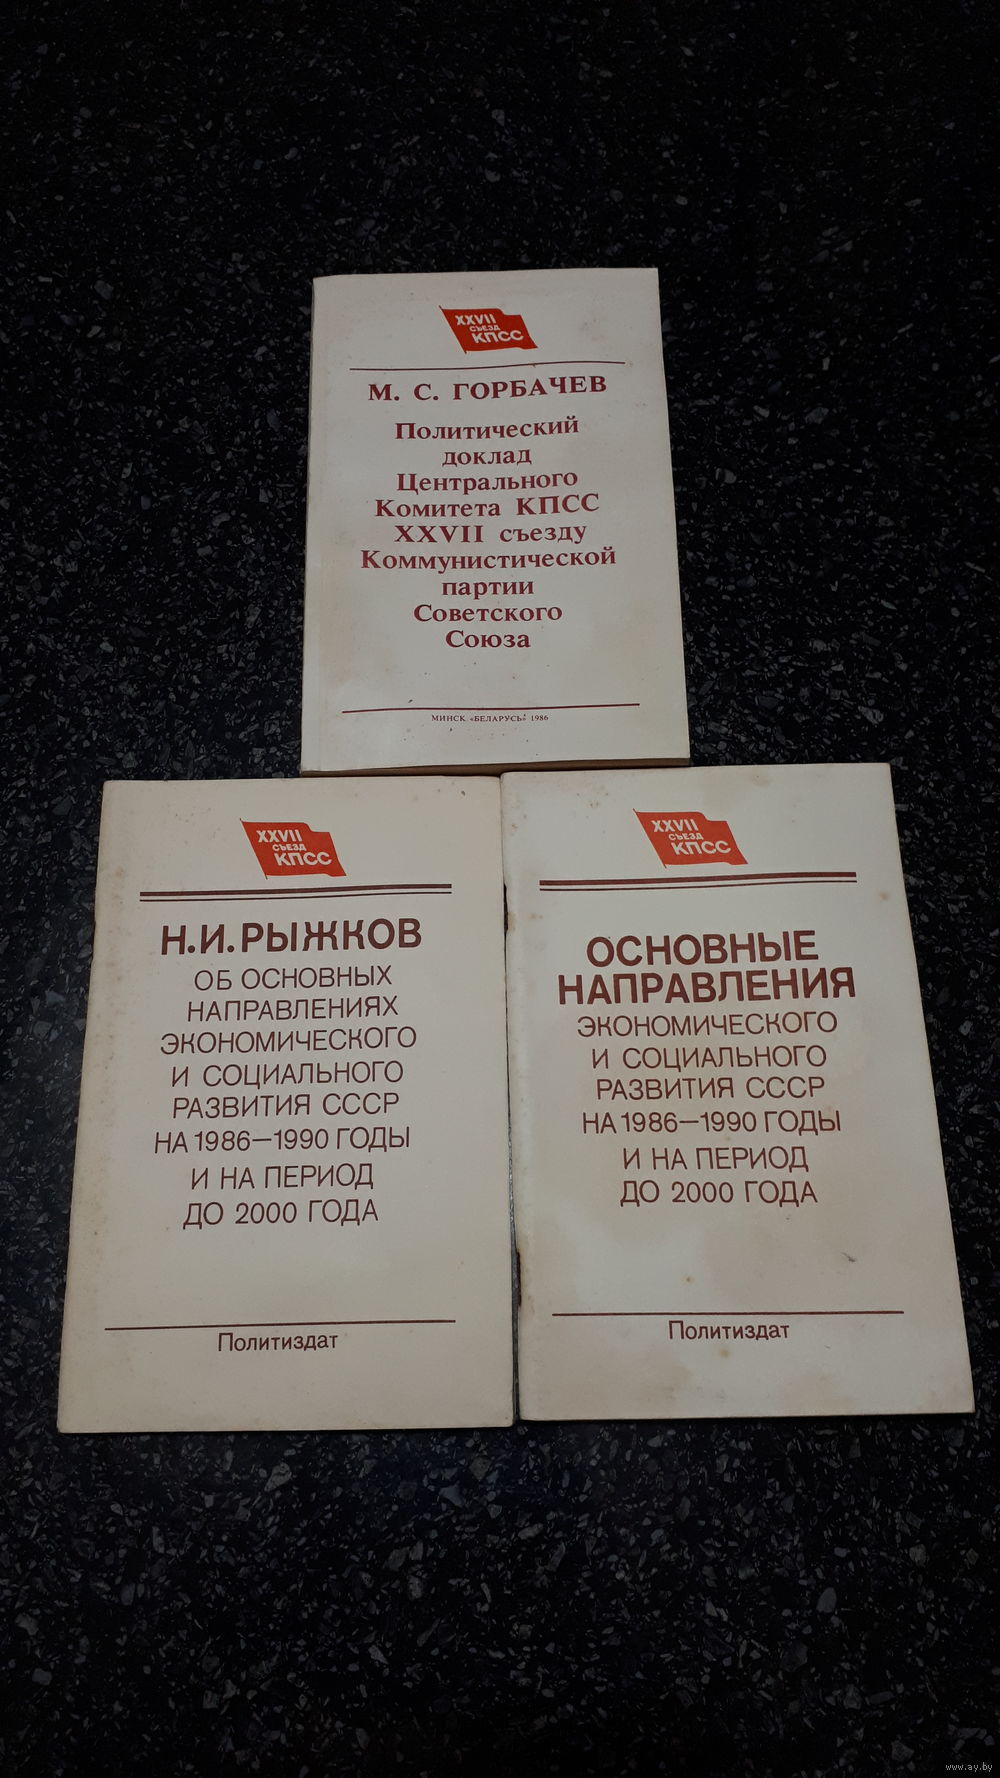 XXVII
СЪЕЗД
КПСС
М. С. ГОРБАЧЕВ
Политический
доклад
Центрального
Комитета КПСС
XXVII съезду
Коммунистической
партии
Советского
Союза
МИНСК «БЕЛАРУСЬ» 1986
XXVII
СЪЕЗД
КПСС
Н.И.РЫЖКОВ
ОБ ОСНОВНЫХ
НАПРАВЛЕНИЯХ
ЭКОНОМИЧЕСКОГО
И СОЦИАЛЬНОГО
РАЗВИТИЯ СССР
НА 1986—1990 ГОДЫ
И НА ПЕРИОД
ДО 2000 ГОДА
Политиздат
XXVII
СЪЕЗД
КПСС
ОСНОВНЫЕ
НАПРАВЛЕНИЯ
ЭКОНОМИЧЕСКОГО
И СОЦИАЛЬНОГО
РАЗВИТИЯ СССР
НА 1986—1990 ГОДЫ
И НА ПЕРИОД
ДО 2000 ГОДА
Политиздат
www.ay.by